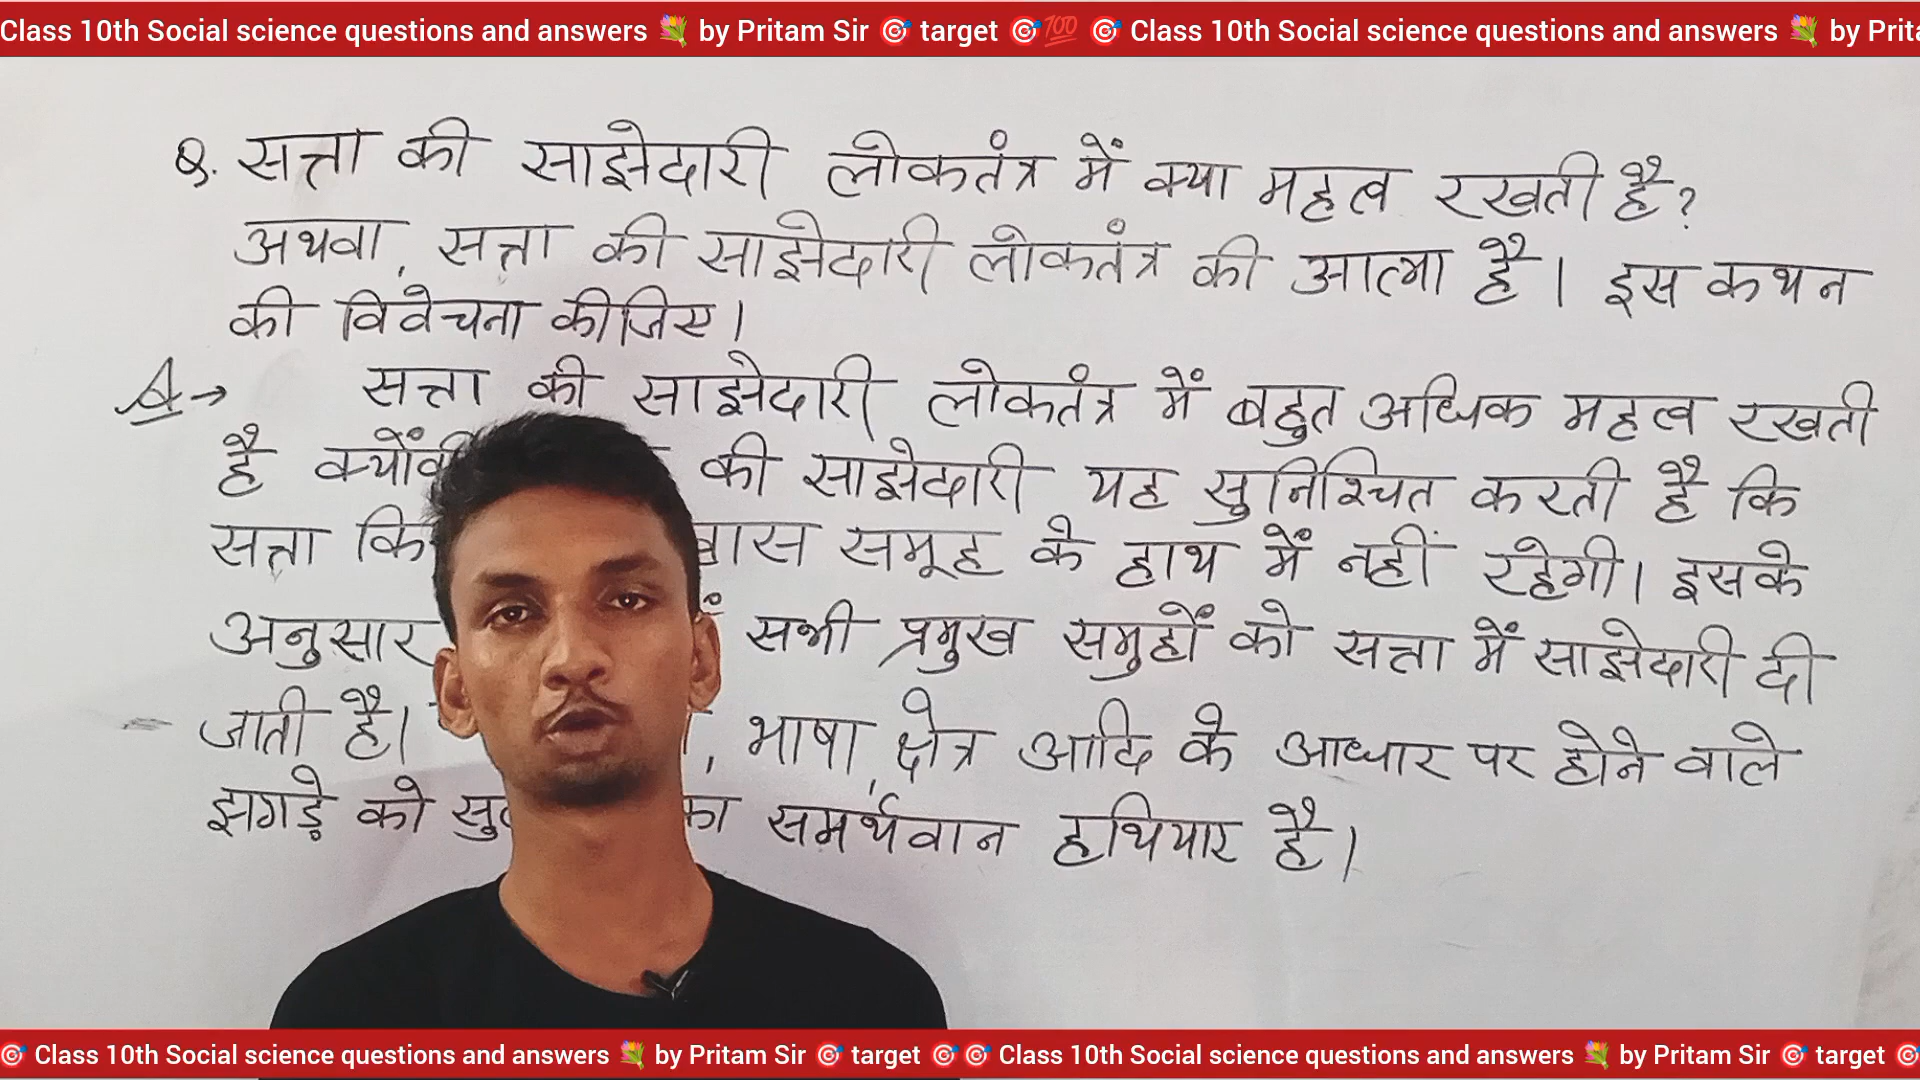 Class 10th Social science questions and answers 💐 by Pritam Sir 🎯 target 🎯💯 🎯 Class 10th Social science questions and answers 💐 by Prita
Q. सत्ता की साझेदारी लोकतंत्र में क्या महत्व रखती है?
अथवा, सत्ता की साझेदारी लोकतंत्र की आत्मा है। इस कथन
की विवेचना कीजिए।
A→ सत्ता की साझेदारी लोकतंत्र में बहुत अधिक महत्व रखती
है की साझेदारी यह सुनिश्चित करती है कि
सत्ता समूह के हाथ में नहीं रहेगी। इसके
अनुसार सभी प्रमुख समुहों को सत्ता में साझेदारी दी
जाती है। , भाषा, क्षेत्र आदि के आधार पर होने वाले
झगड़े को का समर्थवान हथियार है।
🎯 Class 10th Social science questions and answers 💐 by Pritam Sir 🎯 target 🎯🎯 Class 10th Social science questions and answers 💐 by Pritam Sir 🎯 target 🎯